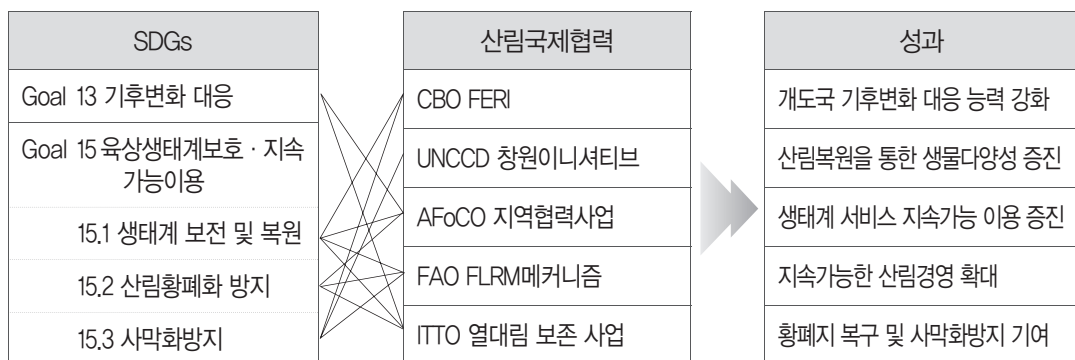 SDGs
Goal 13 기후변화 대응
Goal 15 육상생태계보호 · 지속
가능이용
15.1 생태계 보전 및 복원
15.2 산림황폐화 방지
15.3 사막화방지
산림국제협력
CBO FERI
UNCCD 창원이니셔티브
AFoCO 지역협력사업
FAO FLRM메커니즘
ITTO 열대림 보존 사업
성과
개도국 기후변화 대응 능력 강화
산림복원을 통한 생물다양성 증진
생태계 서비스 지속가능 이용 증진
지속가능한 산림경영 확대
황폐지 복구 및 사막화방지 기여